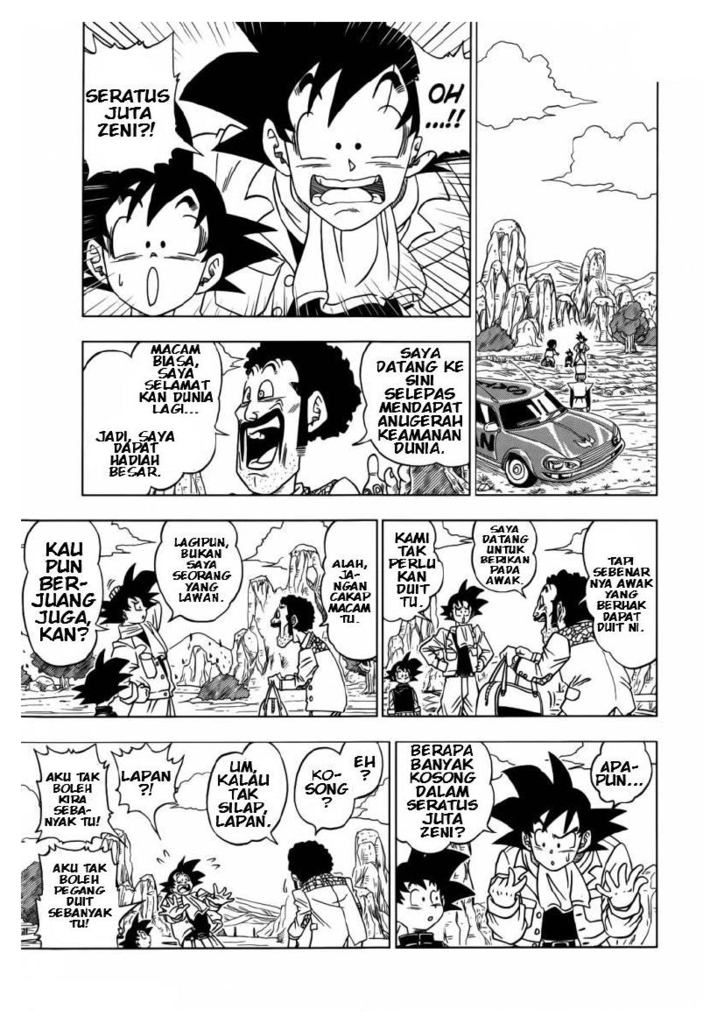 OH
...!!
SERATUS
JUTA
ZENI?!
SAYA
DATANG KE
SINI
SELEPAS
MENDAPAT
ANUGERAH
KEAMANAN
DUNIA.
MACAM
BIASA,
SAYA
SELAMAT
KAN DUNIA
LAGI...
JADI, SAYA
DAPAT
HADIAH
BESAR.
TAPI
SEBENAR
NYA AWAK
YANG
BERHAK
DAPAT
DUIT NI.
SAYA
DATANG
UNTUK
BERIKAN
PADA
AWAK.
KAMI
TAK
PERLU
KAN
DUIT
TU.
ALAH,
JA-
NGAN
CAKAP
MACAM
TU.
LAGIPUN,
BUKAN
SAYA
SEORANG
YANG
LAWAN.
KAU
PUN
BER-
JUANG
JUGA,
KAN?
APA-
PUN...
BERAPA
BANYAK
KOSONG
DALAM
SERATUS
JUTA
ZENI?
EH
?
KO-
SONG
?
UM,
KALAU
TAK
SILAP,
LAPAN.
LAPAN
?!
AKU TAK
BOLEH
KIRA
SEBA-
NYAK TU!
AKU TAK
BOLEH
PEGANG
DUIT
SEBANYAK
TU!